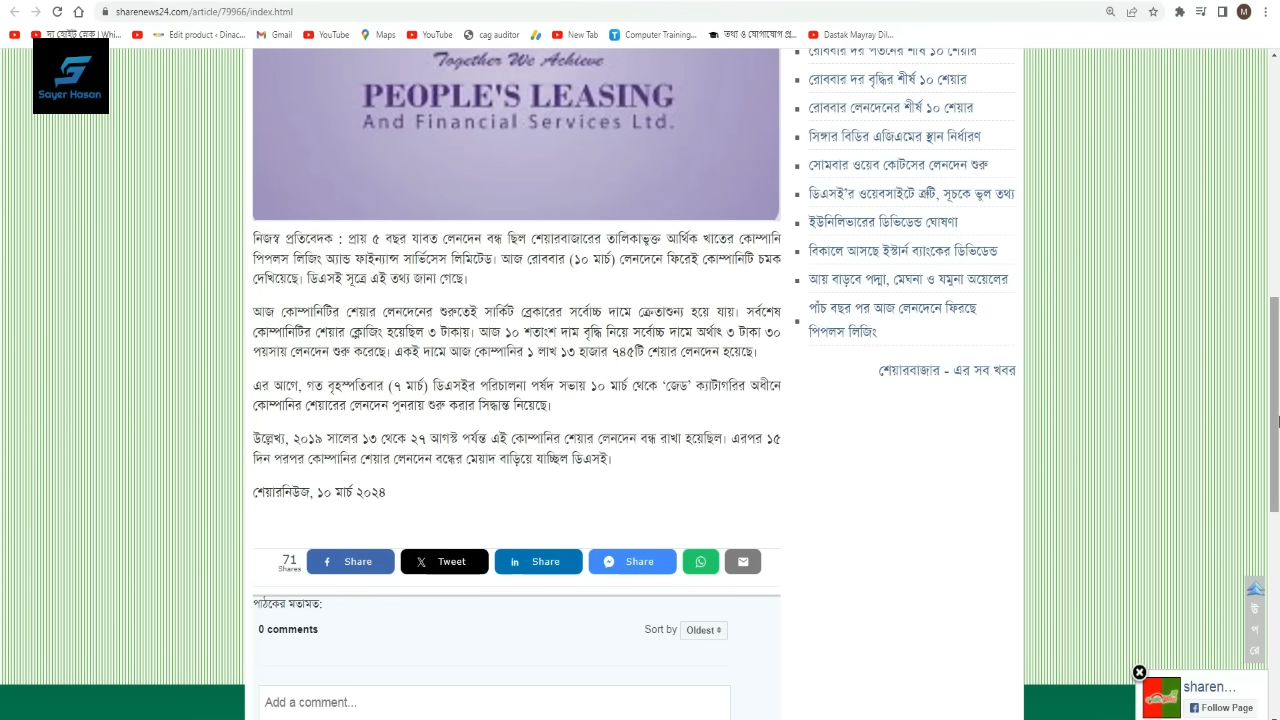 sharenews24.com/article/79966/index.html
M
YouTube
Edit product ‹ Dinac...
Gmail
YouTube
Maps
YouTube
cag auditor
New Tab
Computer Training...
তথ্য ও যোগাযোগ প্র...
Dastak Mayray Dil...
Sayer Hasan
Together We Achieve
PEOPLE'S LEASING
And Financial Services Ltd.
নিজস্ব প্রতিবেদক : প্রায় ৫ বছর যাবত লেনদেন বন্ধ ছিল শেয়ারবাজারের তালিকাভুক্ত আর্থিক খাতের কোম্পানি
পিপলস লিজিং অ্যান্ড ফাইন্যান্স সার্ভিসেস লিমিটেড। আজ রোববার (১০ মার্চ) লেনদেনে ফিরেই কোম্পানিটি চমক
দেখিয়েছে। ডিএসই সূত্রে এই তথ্য জানা গেছে।
আজ কোম্পানিটির শেয়ার লেনদেনের শুরুতেই সার্কিট ব্রেকারের সর্বোচ্চ দামে ক্রেতাশুন্য হয়ে যায়। সর্বশেষ
কোম্পানিটির শেয়ার ক্লোজিং হয়েছিল ৩ টাকায়। আজ ১০ শতাংশ দাম বৃদ্ধি নিয়ে সর্বোচ্চ দামে অর্থাৎ ৩ টাকা ৩০
পয়সায় লেনদেন শুরু করেছে। একই দামে আজ কোম্পানির ১ লাখ ১৩ হাজার ৭৪৫টি শেয়ার লেনদেন হয়েছে।
এর আগে, গত বৃহস্পতিবার (৭ মার্চ) ডিএসইর পরিচালনা পর্ষদ সভায় ১০ মার্চ থেকে ‘জেড’ ক্যাটাগরির অধীনে
কোম্পানির শেয়ারের লেনদেন পুনরায় শুরু করার সিদ্ধান্ত নিয়েছে।
উল্লেখ্য, ২০১৯ সালের ১৩ থেকে ২৭ আগস্ট পর্যন্ত এই কোম্পানির শেয়ার লেনদেন বন্ধ রাখা হয়েছিল। এরপর ১৫
দিন পরপর কোম্পানির শেয়ার লেনদেন বন্ধের মেয়াদ বাড়িয়ে যাচ্ছিল ডিএসই।
শেয়ারনিউজ, ১০ মার্চ ২০২৪
71
Shares
Share
Tweet
Share
Share
পাঠকের মতামত:
0 comments
Sort by Oldest
Add a comment...
রোববার দর পতনের শীর্ষ ১০ শেয়ার
রোববার দর বৃদ্ধির শীর্ষ ১০ শেয়ার
রোববার লেনদেনের শীর্ষ ১০ শেয়ার
সিঙ্গার বিডির এজিএমের স্থান নির্ধারণ
সোমবার ওয়েব কোটসের লেনদেন শুরু
ডিএসই’র ওয়েবসাইটে ত্রুটি, সূচকে ভুল তথ্য
ইউনিলিভারের ডিভিডেন্ড ঘোষণা
বিকালে আসছে ইস্টার্ন ব্যাংকের ডিভিডেন্ড
আয় বাড়বে পদ্মা, মেঘনা ও যমুনা অয়েলের
পাঁচ বছর পর আজ লেনদেনে ফিরছে
পিপলস লিজিং
শেয়ারবাজার - এর সব খবর
উ
প
রে
sharen...
Follow Page